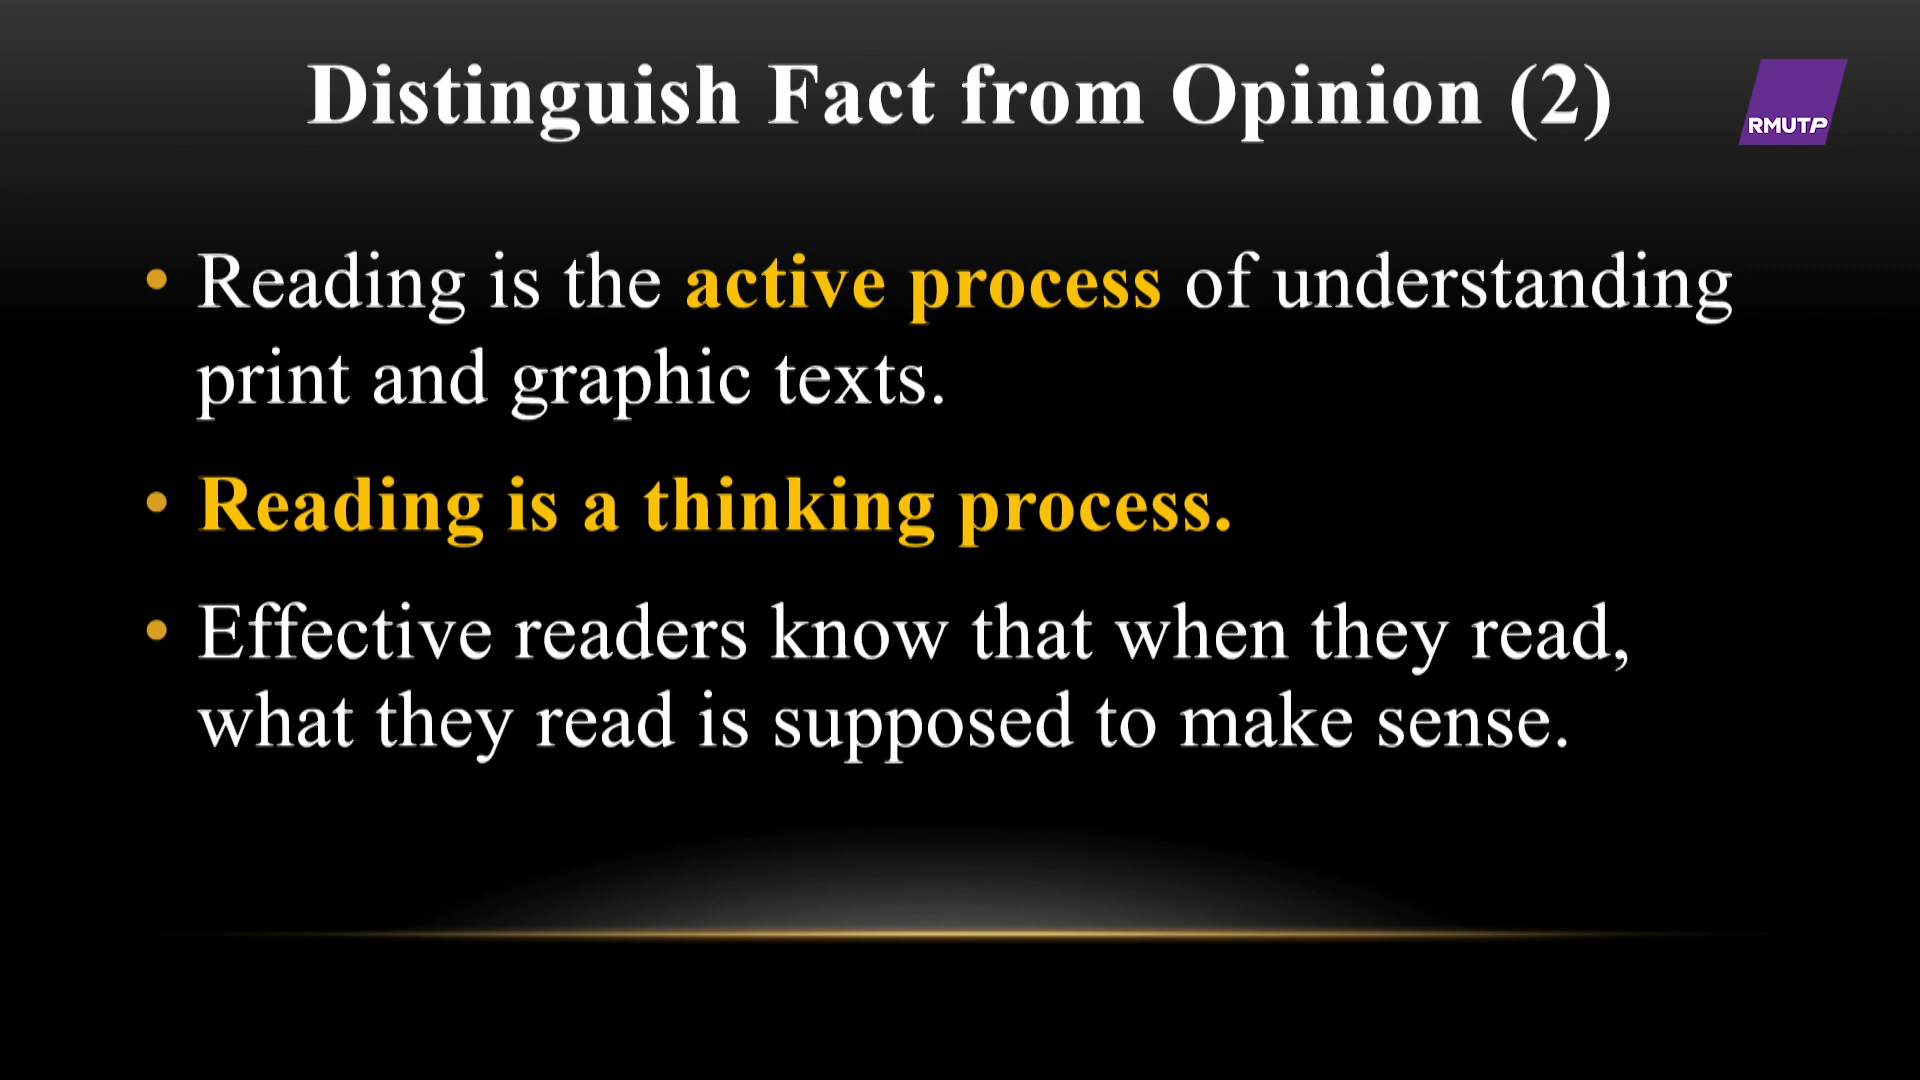 Distinguish Fact from Opinion (2)
RMUTP
• Reading is the active process of understanding
print and graphic texts.
• Reading is a thinking process.
• Effective readers know that when they read,
what they read is supposed to make sense.